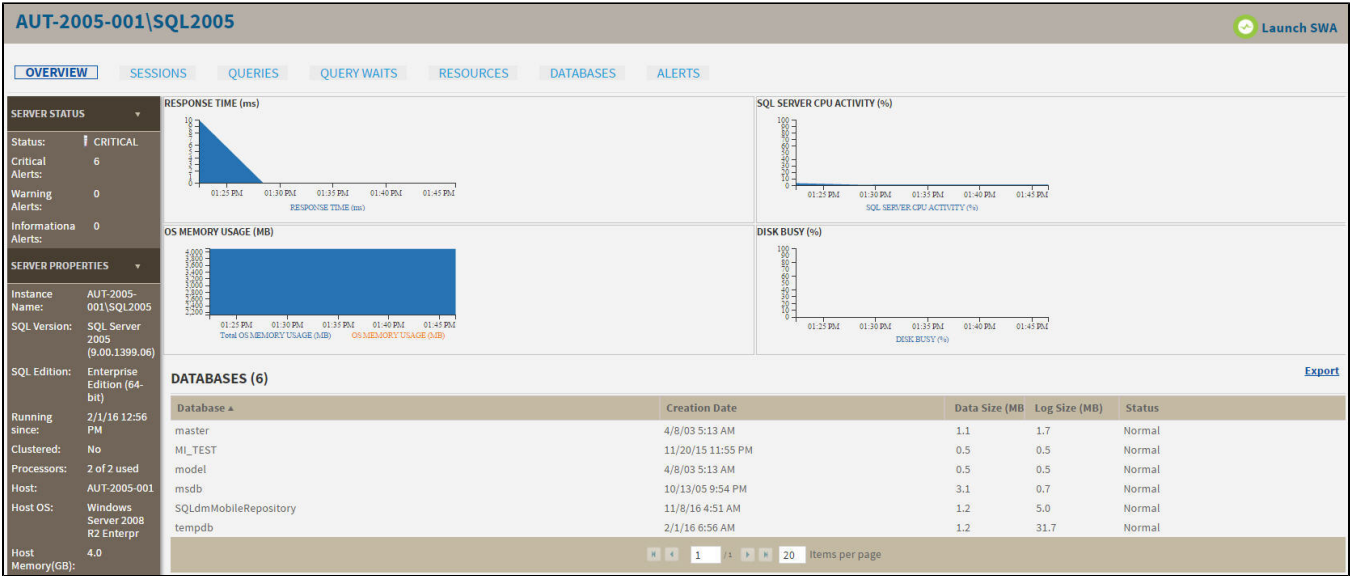 AUT-2005-001\SQL2005
Launch SWA
OVERVIEW SESSIONS QUERIES QUERY WAITS RESOURCES DATABASES ALERTS
SERVER STATUS
Status: CRITICAL
Critical Alerts: 6
Warning Alerts: 0
Informationa Alerts: 0
SERVER PROPERTIES
Instance Name: AUT-2005-001\SQL2005
SQL Version: SQL Server 2005 (9.00.1399.06)
SQL Edition: Enterprise Edition (64-bit)
Running since: 2/1/16 12:56 PM
Clustered: No
Processors: 2 of 2 used
Host: AUT-2005-001
Host OS: Windows Server 2008 R2 Enterpr
Host Memory(GB): 4.0
RESPONSE TIME (ms)
01:25 PM 01:30 PM 01:35 PM 01:40 PM 01:45 PM
RESPONSE TIME (ms)
SQL SERVER CPU ACTIVITY (%)
01:25 PM 01:30 PM 01:35 PM 01:40 PM 01:45 PM
SQL SERVER CPU ACTIVITY (%)
OS MEMORY USAGE (MB)
01:25 PM 01:30 PM 01:35 PM 01:40 PM 01:45 PM
Total OS MEMORY USAGE (MB) OS MEMORY USAGE (MB)
DISK BUSY (%)
01:25 PM 01:30 PM 01:35 PM 01:40 PM 01:45 PM
DISK BUSY (%)
DATABASES (6)
Export
Database Creation Date Data Size (MB Log Size (MB) Status
master 4/8/03 5:13 AM 1.1 1.7 Normal
MI_TEST 11/20/15 11:55 PM 0.5 0.5 Normal
model 4/8/03 5:13 AM 0.5 0.5 Normal
msdb 10/13/05 9:54 PM 3.1 0.7 Normal
SQLdmMobileRepository 11/8/16 4:51 AM 1.2 5.0 Normal
tempdb 2/1/16 6:56 AM 1.2 31.7 Normal
1 /1 20 Items per page